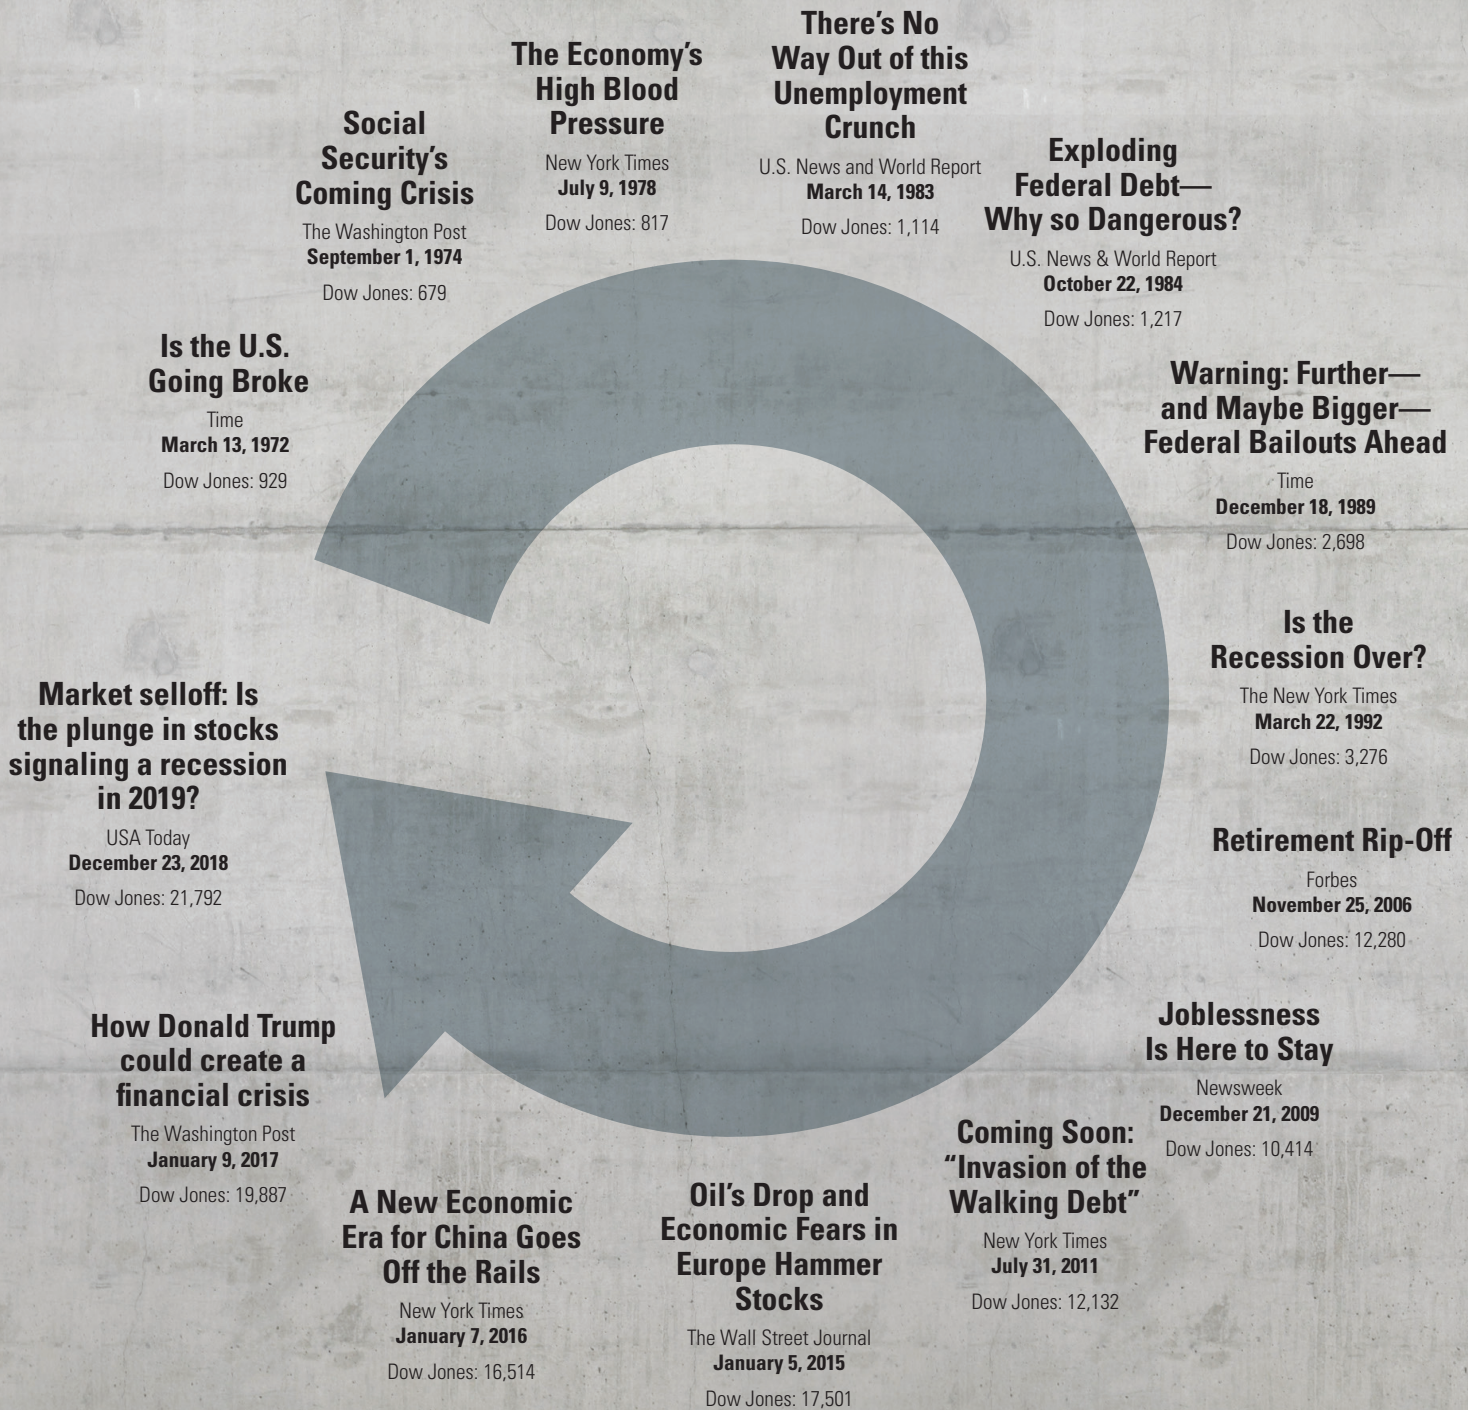 Is the U.S.
Going Broke
Time
March 13, 1972
Dow Jones: 929
Social
Security’s
Coming Crisis
The Washington Post
September 1, 1974
Dow Jones: 679
The Economy’s
High Blood
Pressure
New York Times
July 9, 1978
Dow Jones: 817
There’s No
Way Out of this
Unemployment
Crunch
U.S. News and World Report
March 14, 1983
Dow Jones: 1,114
Exploding
Federal Debt—
Why so Dangerous?
U.S. News & World Report
October 22, 1984
Dow Jones: 1,217
Warning: Further—
and Maybe Bigger—
Federal Bailouts Ahead
Time
December 18, 1989
Dow Jones: 2,698
Is the
Recession Over?
The New York Times
March 22, 1992
Dow Jones: 3,276
Retirement Rip-Off
Forbes
November 25, 2006
Dow Jones: 12,280
Joblessness
Is Here to Stay
Newsweek
December 21, 2009
Dow Jones: 10,414
Coming Soon:
“Invasion of the
Walking Debt”
New York Times
July 31, 2011
Dow Jones: 12,132
Oil’s Drop and
Economic Fears in
Europe Hammer
Stocks
The Wall Street Journal
January 5, 2015
Dow Jones: 17,501
A New Economic
Era for China Goes
Off the Rails
New York Times
January 7, 2016
Dow Jones: 16,514
How Donald Trump
could create a
financial crisis
The Washington Post
January 9, 2017
Dow Jones: 19,887
Market selloff: Is
the plunge in stocks
signaling a recession
in 2019?
USA Today
December 23, 2018
Dow Jones: 21,792